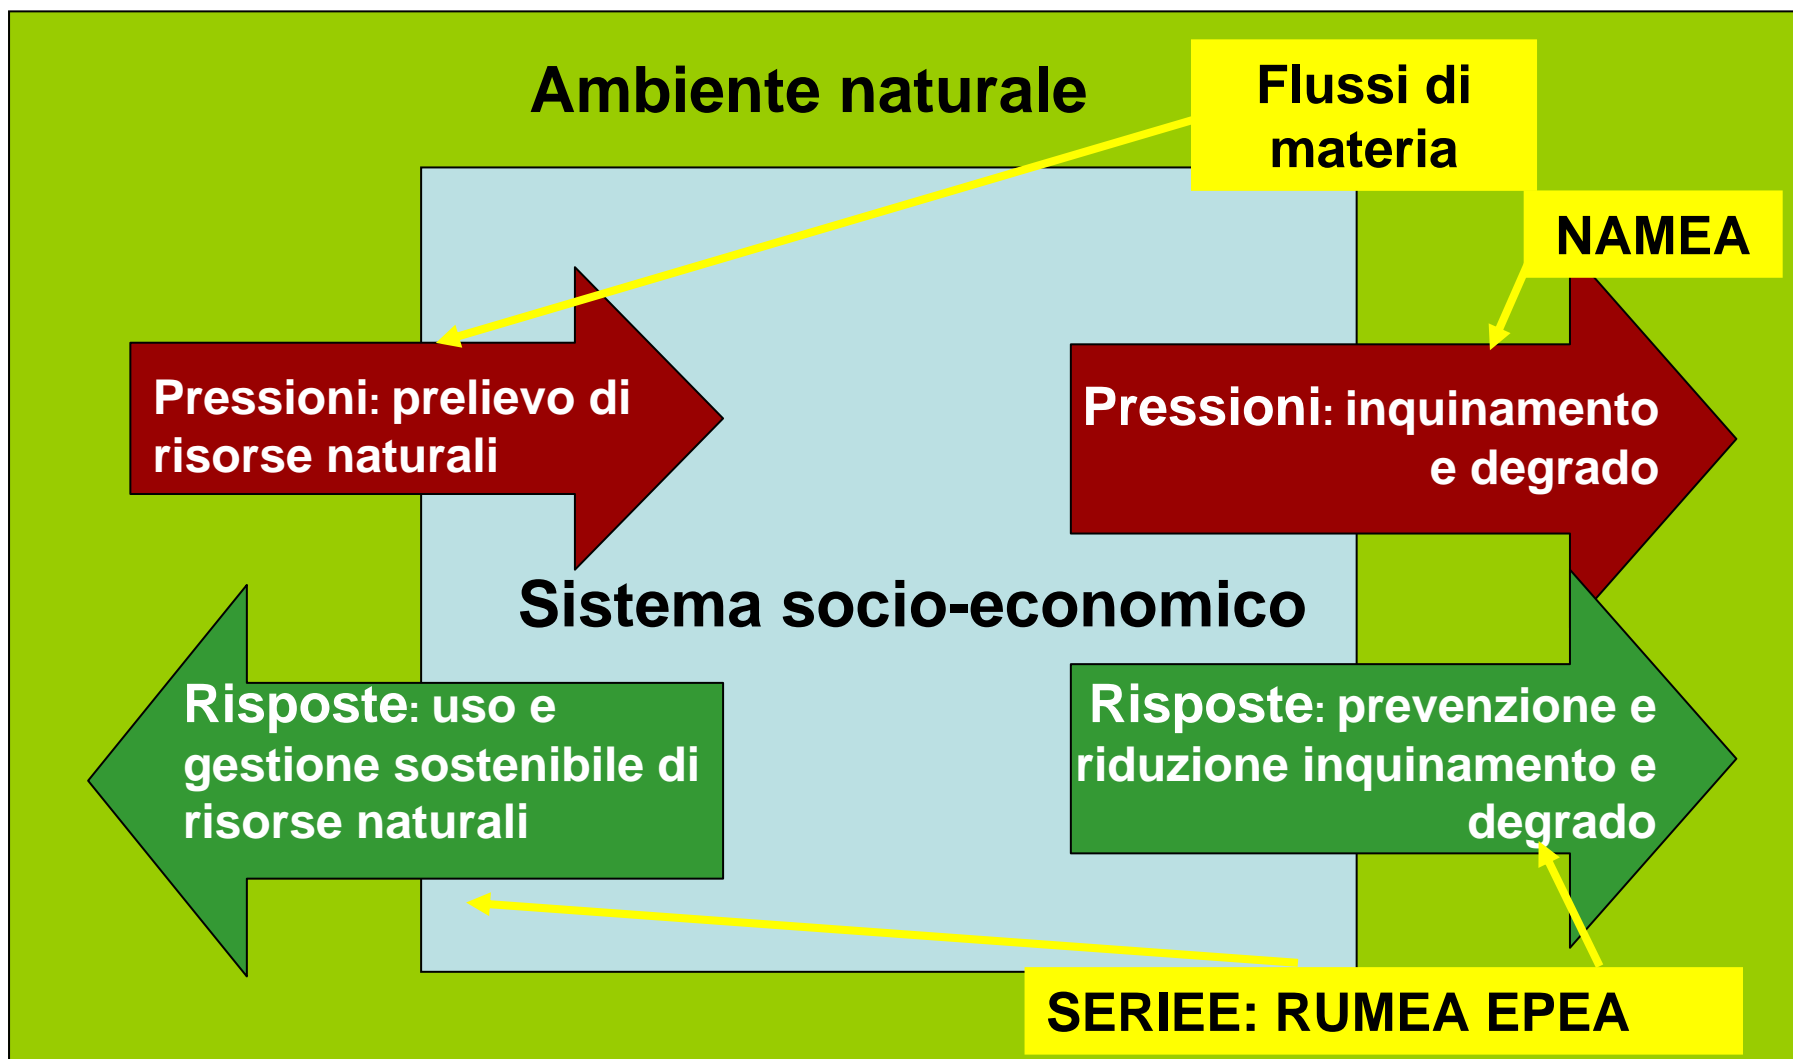 Ambiente naturale
Flussi di
materia
NAMEA
Pressioni: prelievo di
risorse naturali
Pressioni: inquinamento
e degrado
Sistema socio-economico
Risposte: uso e
gestione sostenibile di
risorse naturali
Risposte: prevenzione e
riduzione inquinamento e
degrado
SERIEE: RUMEA EPEA